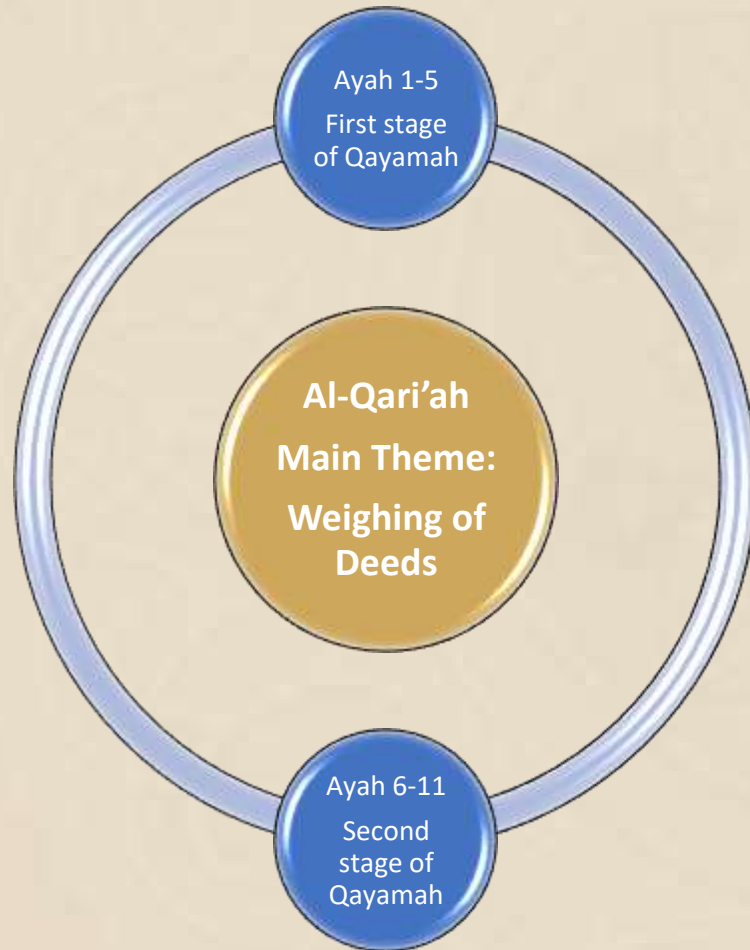 Ayah 1-5
First stage
of Qayamah
Al-Qari’ah
Main Theme:
Weighing of
Deeds
Ayah 6-11
Second
stage of
Qayamah